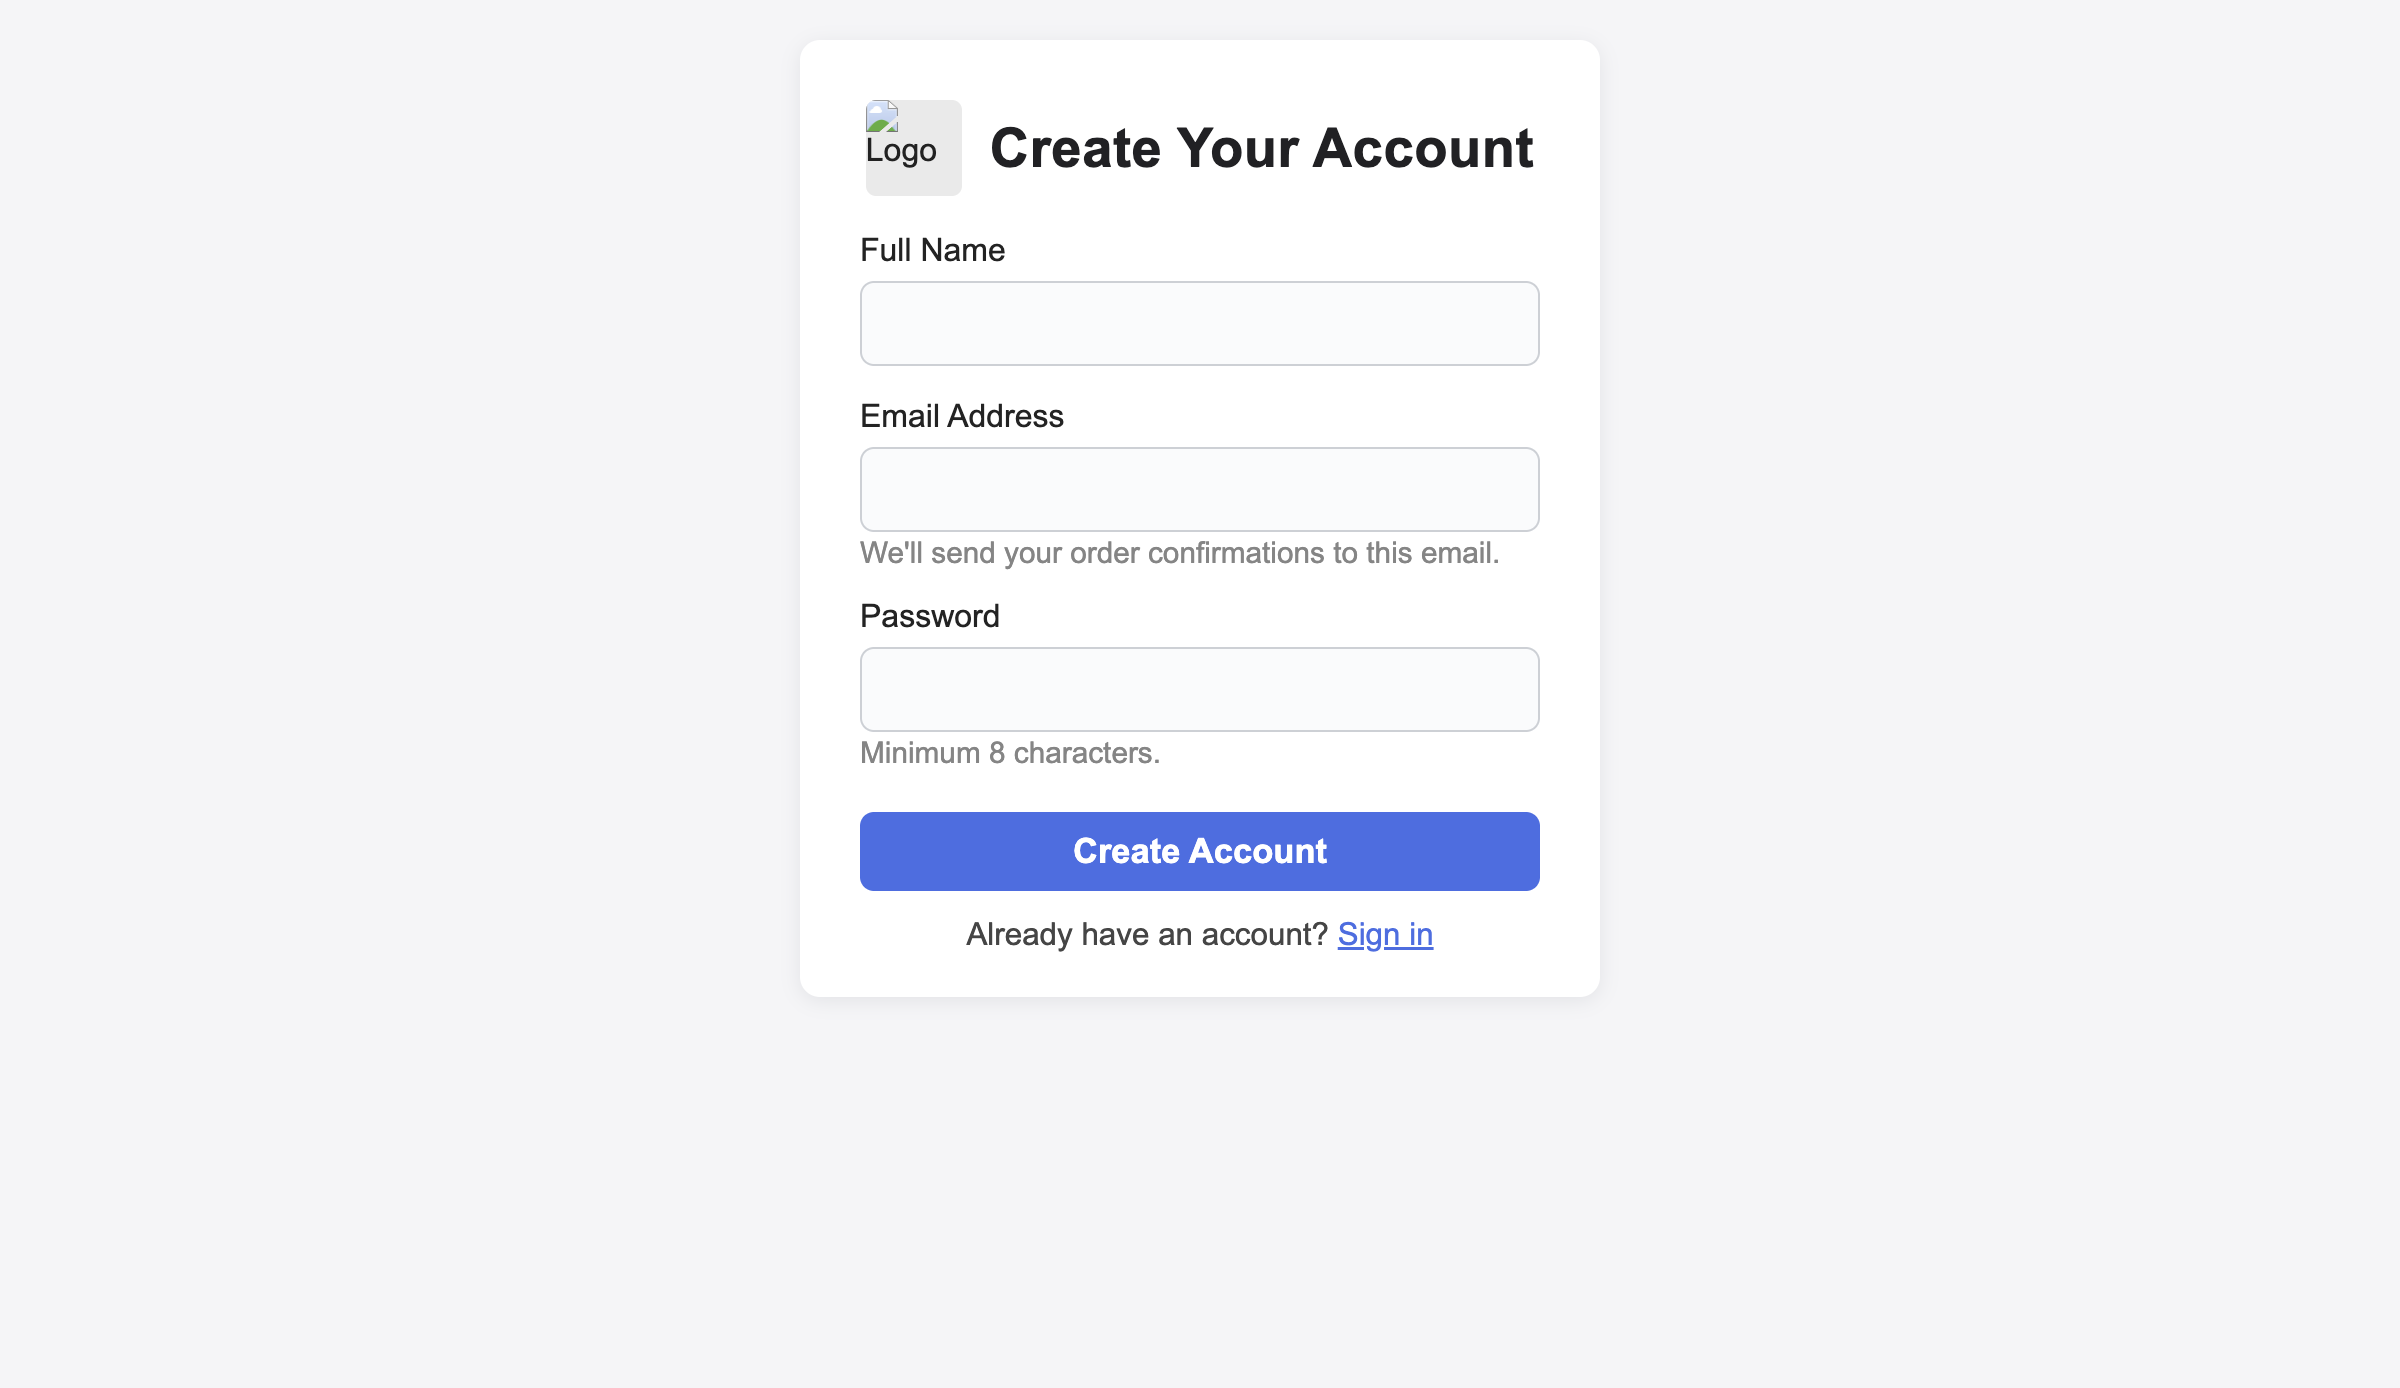 Logo
Create Your Account
Full Name
Email Address
We'll send your order confirmations to this email.
Password
Minimum 8 characters.
Create Account
Already have an account? Sign in